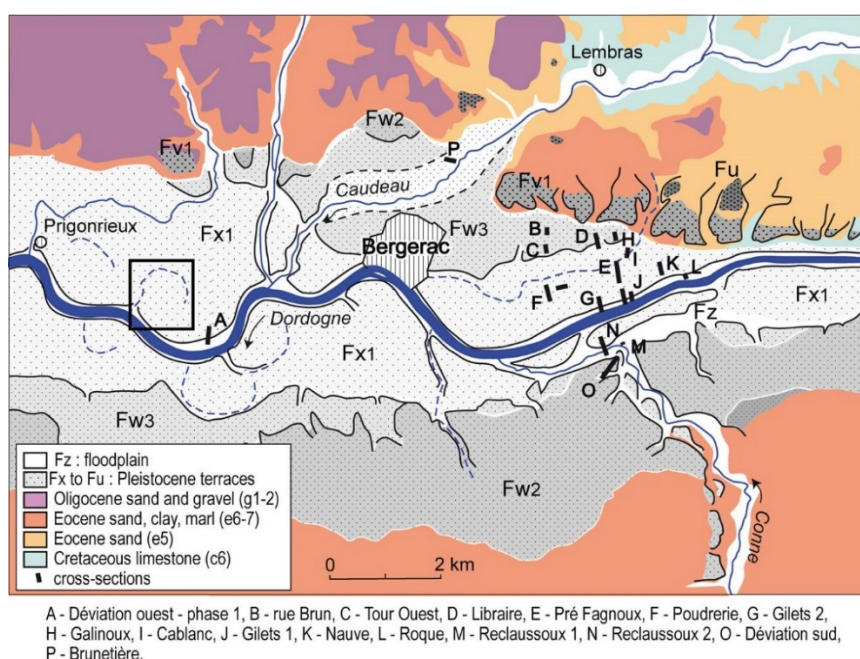 Lembras
Fw2
P
Fv1
Caudeau
Fv1
Fu
Prigonrieux
Fx1
Fw3
Bergerac
B
C
D
H
I
E
K
L
A
F
G
J
Fx1
Dordogne
Fx1
N
Fz
M
O
Fw3
Fw2
Conne
Fz : floodplain
Fx to Fu : Pleistocene terraces
Oligocene sand and gravel (g1-2)
Eocene sand, clay, marl (e6-7)
Eocene sand (e5)
Cretaceous limestone (c6)
cross-sections
0 2 km
A - Déviation ouest - phase 1, B - rue Brun, C - Tour Ouest, D - Libraire, E - Pré Fagnoux, F - Poudrerie, G - Gilets 2,
H - Galinoux, I - Cablanc, J - Gilets 1, K - Nauve, L - Roque, M - Reclaussoux 1, N - Reclaussoux 2, O - Déviation sud,
P - Brunetière.